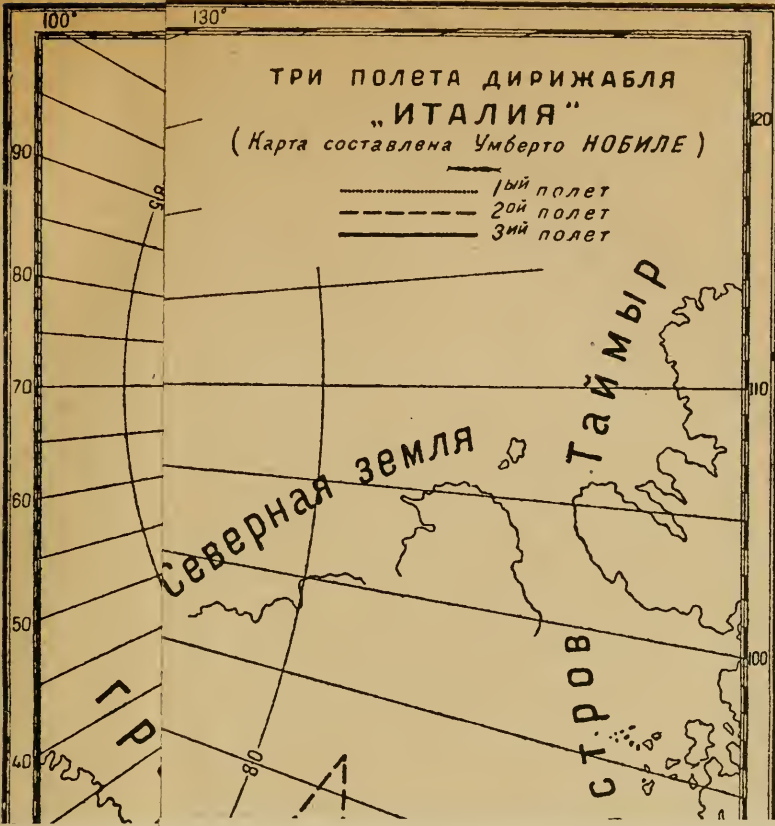 100°
130°
ТРИ ПОЛЕТА ДИРИЖАБЛЯ
„ИТАЛИЯ“
(Карта составлена Умберто НОБИЛЕ)
1ый полет
2ой полет
3ий полет
120
90
85
80
Таймыр
70
110
Северная земля
60
50
100
стров
ГР
40
80